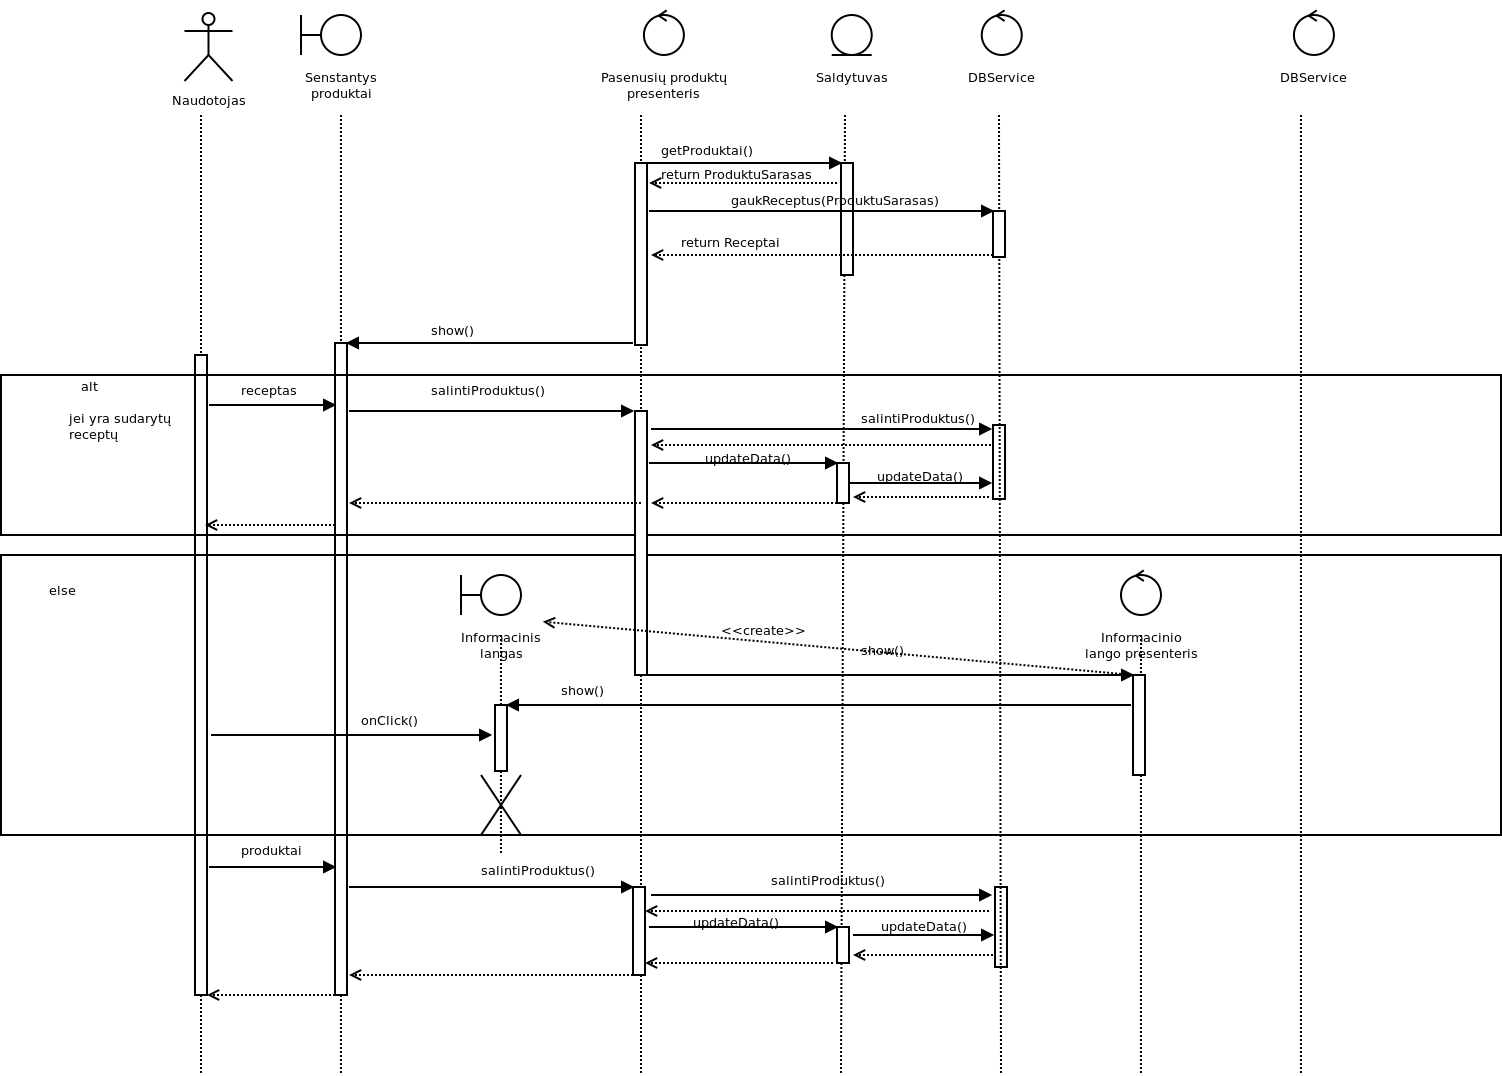 Naudotojas
Senstantys
produktai
Pasenusių produktų
presenteris
Saldytuvas
DBService
DBService
getProduktai()
return ProduktuSarasas
gaukReceptus(ProduktuSarasas)
return Receptai
show()
alt
jei yra sudarytų
receptų
receptas
salintiProduktus()
salintiProduktus()
updateData()
updateData()
else
Informacinis
langas
<<create>>
show()
Informacinio
lango presenteris
show()
onClick()
produktai
salintiProduktus()
salintiProduktus()
updateData()
updateData()